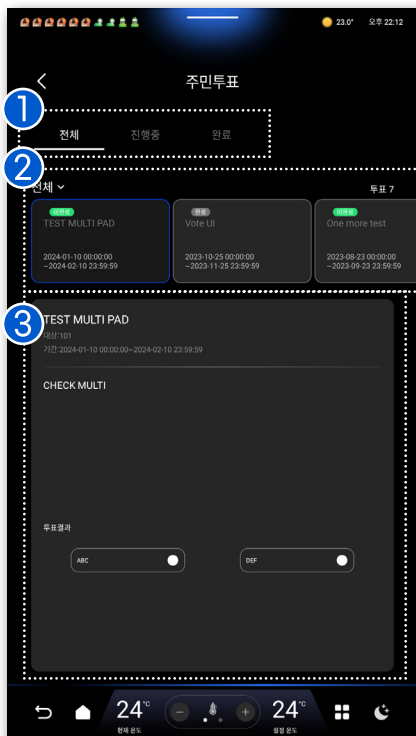 23.0° 오후 22:12
주민투표
1
전체 진행중 완료
2
전체 투표 7
미완료 완료 미완료
TEST MULTI PAD Vote UI One more test
2024-01-10 00:00:00 2023-10-25 00:00:00 2023-08-23 00:00:00
~2024-02-10 23:59:59 ~2023-11-25 23:59:59 ~2023-09-23 23:59:59
3
TEST MULTI PAD
대상:101
기간:2024-01-10 00:00:00~2024-02-10 23:59:59
CHECK MULTI
투표결과
ABC DEF
24°C 24°C
현재 온도 설정 온도